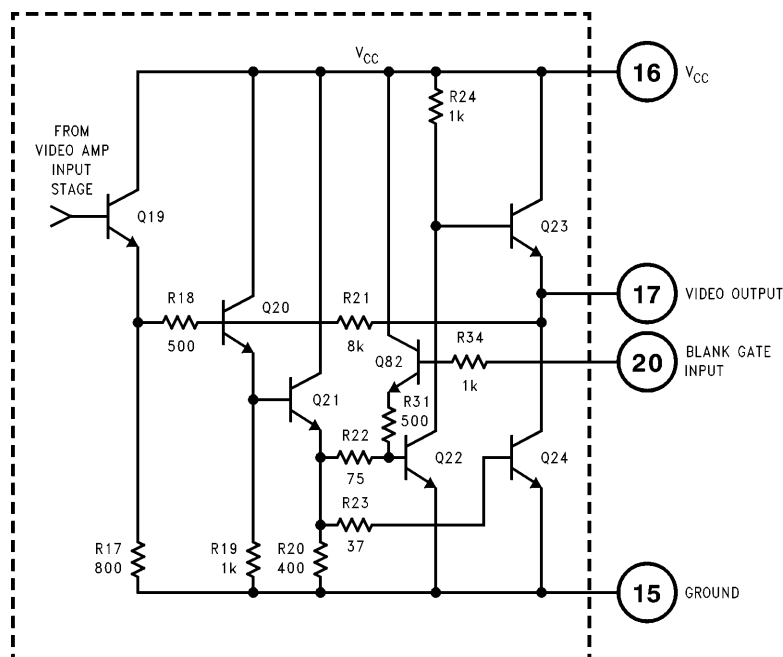 V_CC
16
V_CC
R24
1k
FROM
VIDEO AMP
INPUT
STAGE
Q19
Q23
17
VIDEO OUTPUT
R18
500
Q20
R21
8k
R34
1k
20
BLANK GATE
INPUT
Q82
R31
500
Q21
R22
75
Q22
Q24
R23
37
R17
800
R19
1k
R20
400
15
GROUND